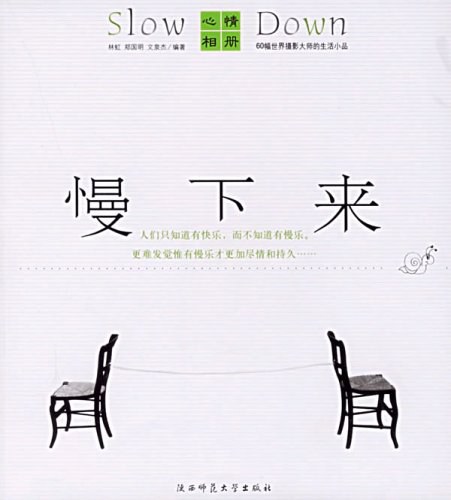 Slow 心情 Down
相册
林虹 郑国明 文景杰/编著
60幅世界摄影大师的生活小品
慢下来
人们只知道有快乐，而不知道有慢乐。
更难发觉惟有慢乐才更加尽情和持久……
陕西师范大学出版社